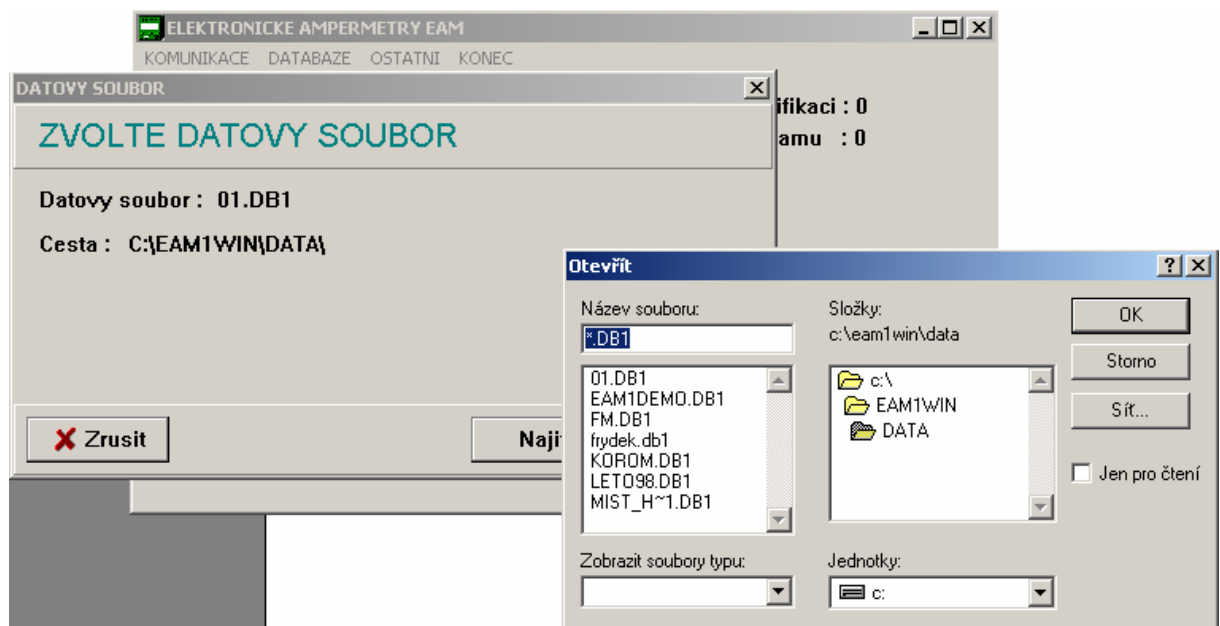 ELEKTRONICKE AMPERMETRY EAM
KOMUNIKACE DATABAZE OSTATNI KONEC
DATOVY SOUBOR
ZVOLTE DATOVY SOUBOR
ifikaci : 0
amu : 0
Datovy soubor : 01.DB1
Cesta : C:\EAM1WIN\DATA\
Zrusit
Naji
Otevřít
Název souboru:
*.DB1
01.DB1
EAM1DEMO.DB1
FM.DB1
frydek.db1
KOROM.DB1
LETO98.DB1
MIST_H~1.DB1
Zobrazit soubory typu:
Složky:
c:\eam1win\data
c:\
EAM1WIN
DATA
Jednotky:
c:
OK
Storno
Síť...
Jen pro čtení